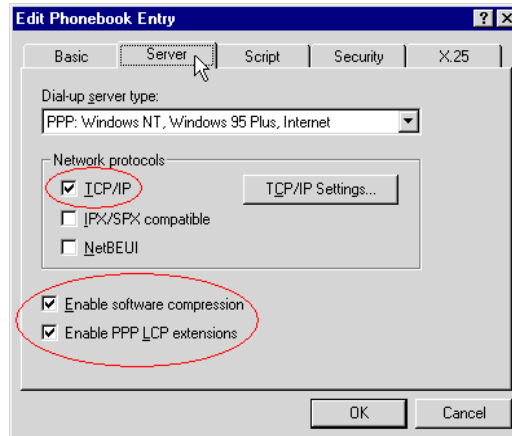 Edit Phonebook Entry
Basic Server Script Security X.25
Dial-up server type:
PPP: Windows NT, Windows 95 Plus, Internet
Network protocols
TCP/IP TCP/IP Settings...
IPX/SPX compatible
NetBEUI
Enable software compression
Enable PPP LCP extensions
OK Cancel